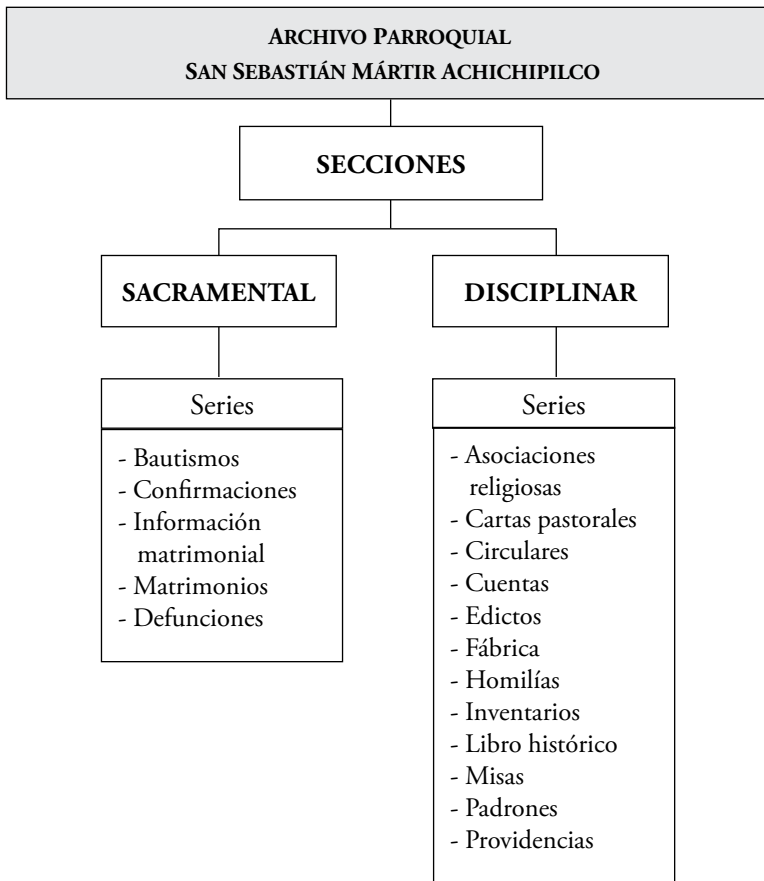 ARCHIVO PARROQUIAL
SAN SEBASTIÁN MÁRTIR ACHICHIPILCO
SECCIONES
SACRAMENTAL
Series
- Bautismos
- Confirmaciones
- Información
matrimonial
- Matrimonios
- Defunciones
DISCIPLINAR
Series
- Asociaciones
religiosas
- Cartas pastorales
- Circulares
- Cuentas
- Edictos
- Fábrica
- Homilías
- Inventarios
- Libro histórico
- Misas
- Padrones
- Providencias